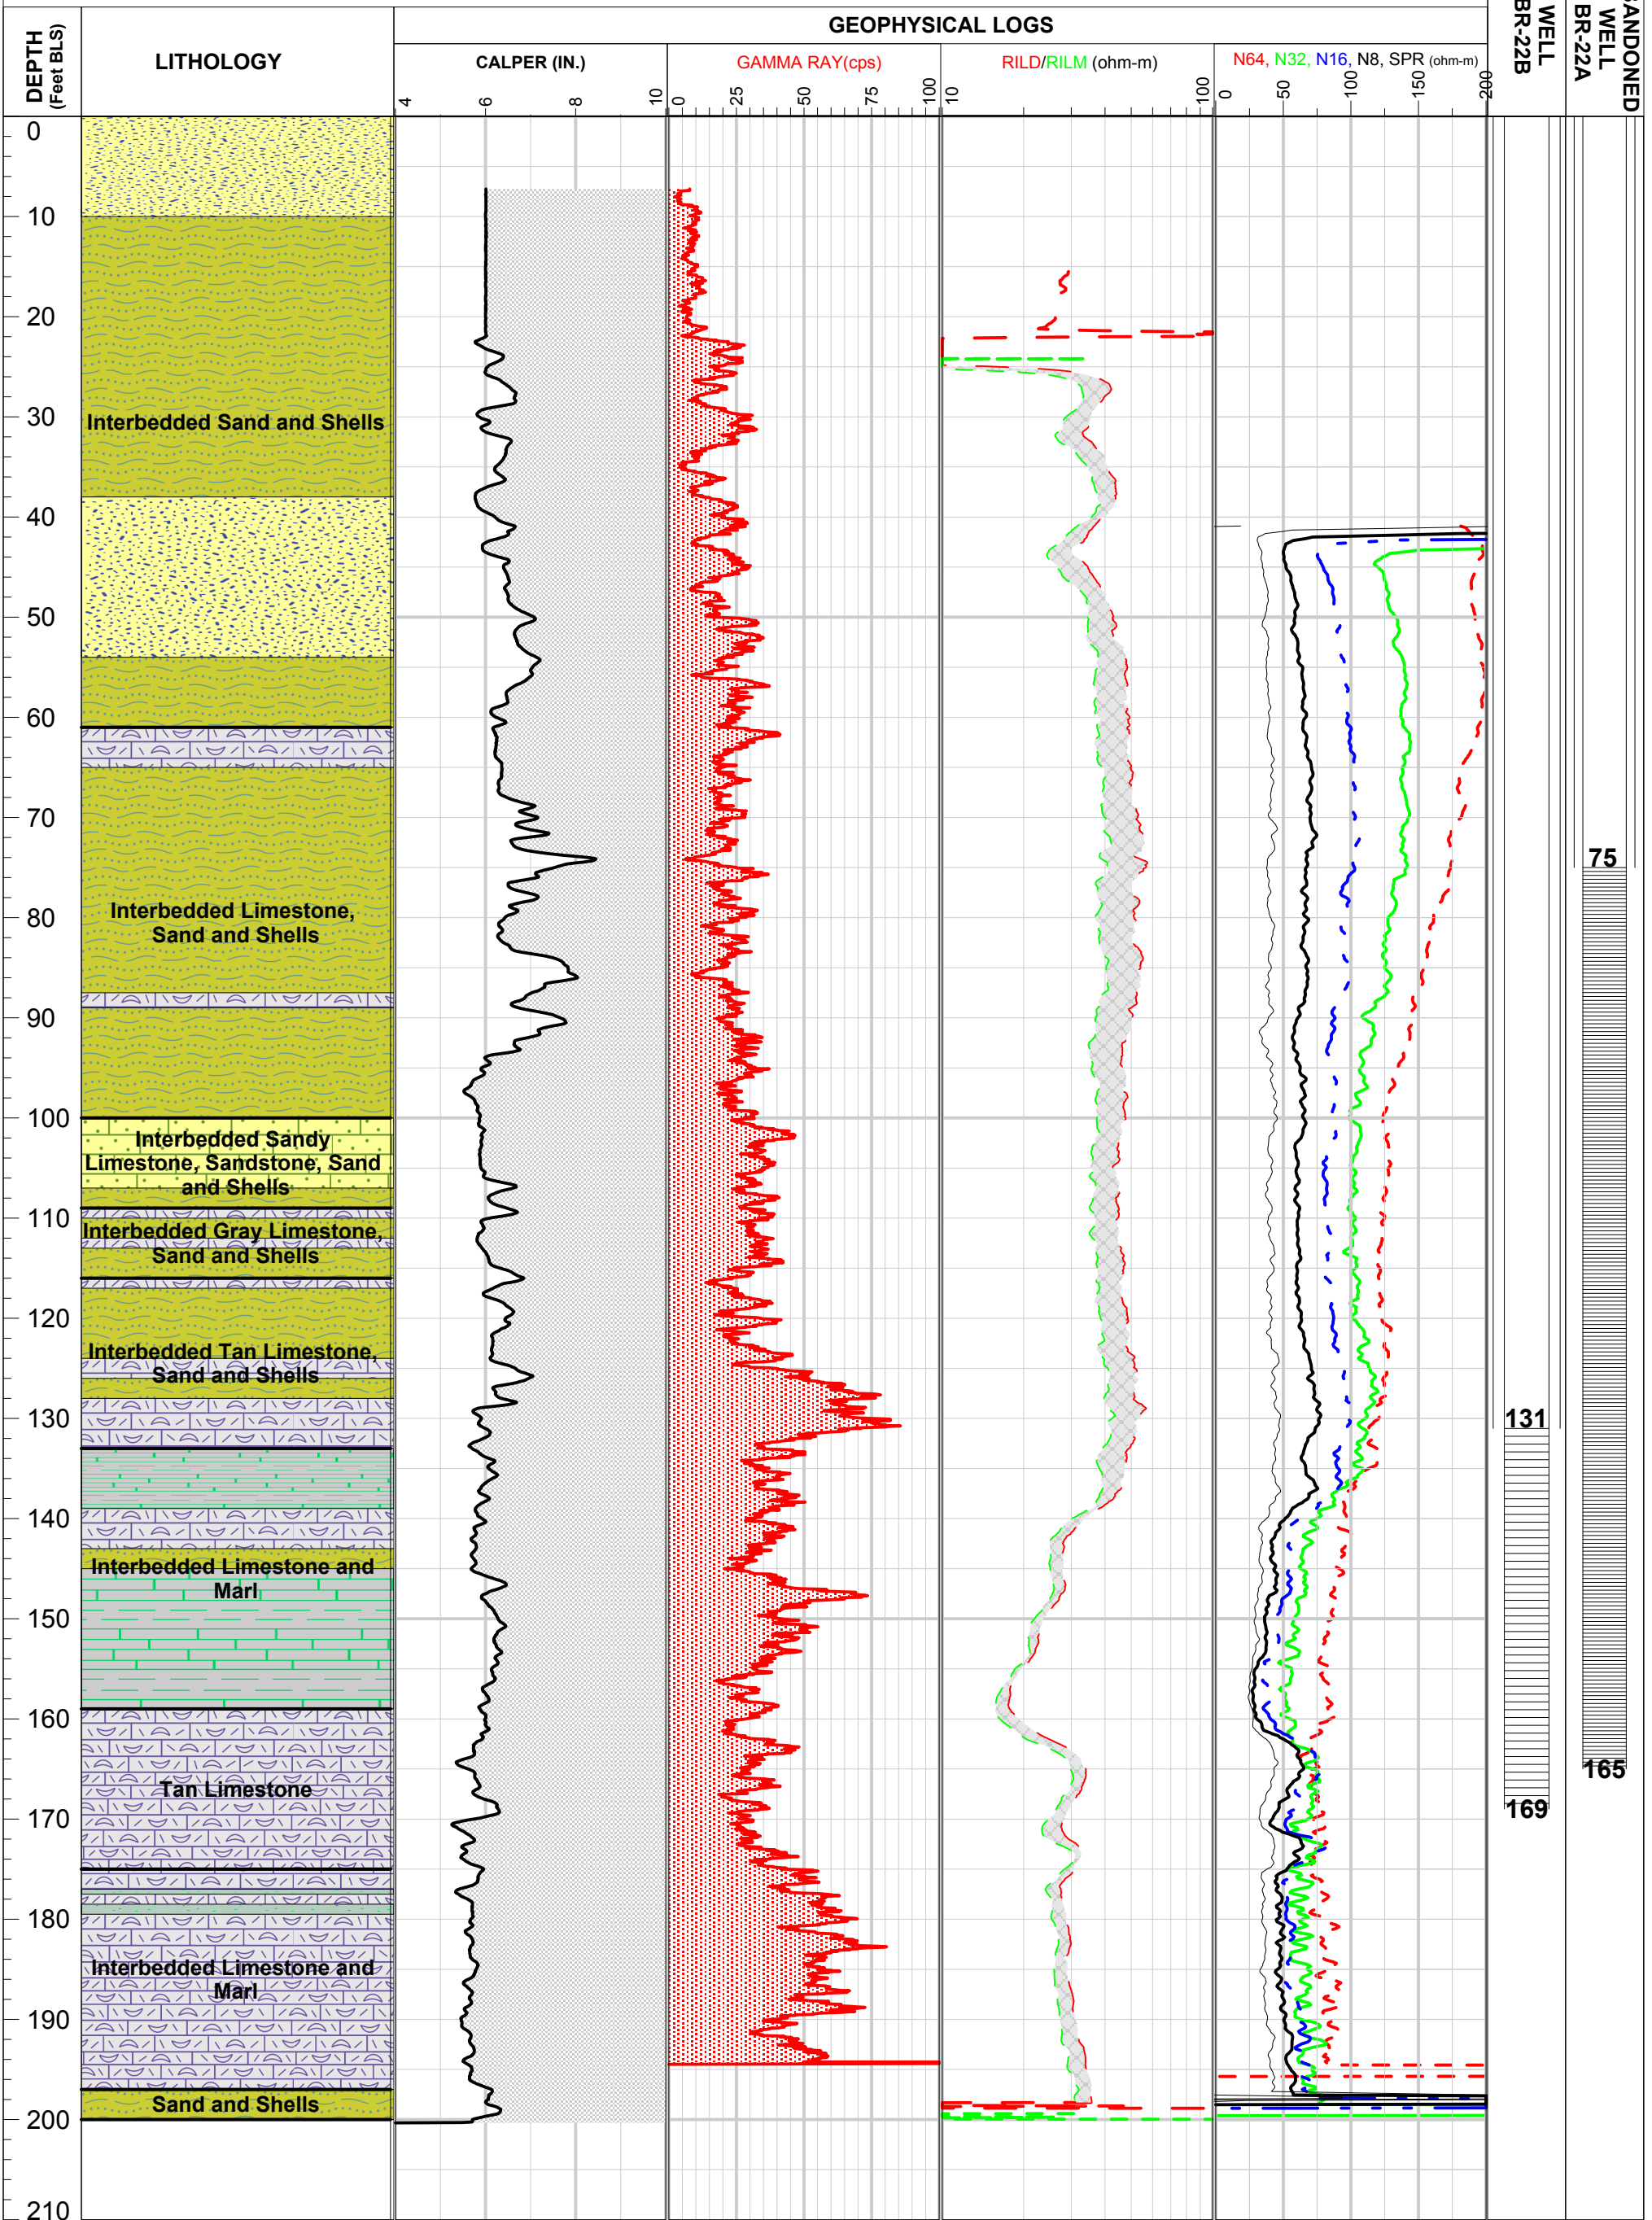 GEOPHYSICAL LOGS
DEPTH
(Feet BLS)
LITHOLOGY
CALPER (IN.)
GAMMA RAY(cps)
RILD/RILM (ohm-m)
N64, N32, N16, N8, SPR (ohm-m)
WELL
BR-22B
WELL
BR-22A
4 6 8 10
0 25 50 75 100
10 100
0 50 100 150 200
0
10
20
30
Interbedded Sand and Shells
40
50
60
70
75
80
Interbedded Limestone,
Sand and Shells
90
100
Interbedded Sandy
Limestone, Sandstone, Sand
and Shells
110
Interbedded Gray Limestone,
Sand and Shells
120
Interbedded Tan Limestone,
Sand and Shells
130
131
140
Interbedded Limestone and
Marl
150
160
165
Tan Limestone
169
170
180
Interbedded Limestone and
Marl
190
Sand and Shells
200
210